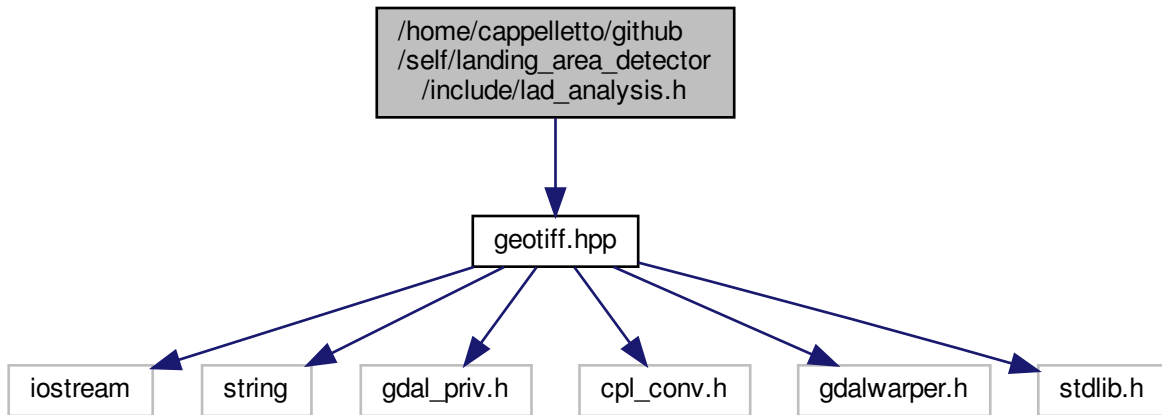 /home/cappelletto/github
/self/landing_area_detector
/include/lad_analysis.h
geotiff.hpp
iostream
string
gdal_priv.h
cpl_conv.h
gdalwarper.h
stdlib.h